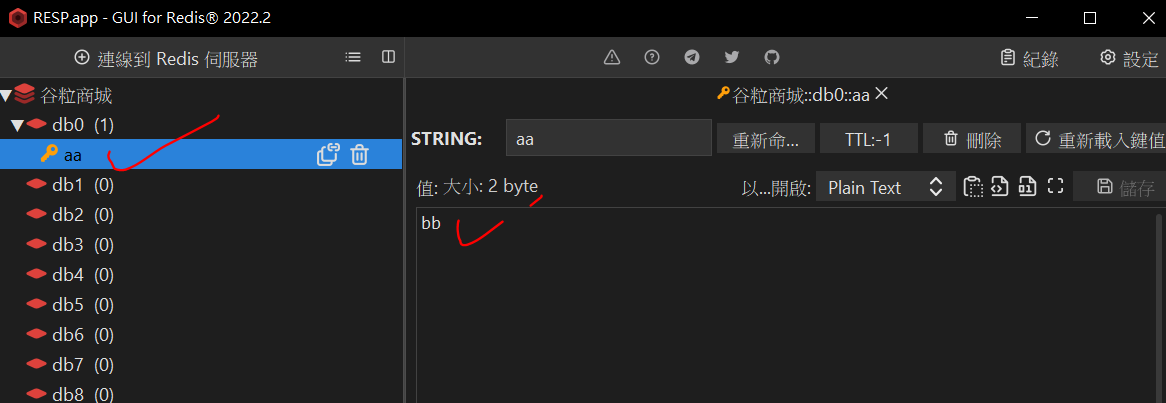 RESP.app - GUI for Redis® 2022.2
連線到 Redis 伺服器
紀錄
設定
谷粒商城
db0 (1)
aa
db1 (0)
db2 (0)
db3 (0)
db4 (0)
db5 (0)
db6 (0)
db7 (0)
db8 (0)
谷粒商城::db0::aa
STRING: aa 重新命... TTL:-1 刪除 重新載入鍵值
值: 大小: 2 byte 以...開啟: Plain Text 儲存
bb